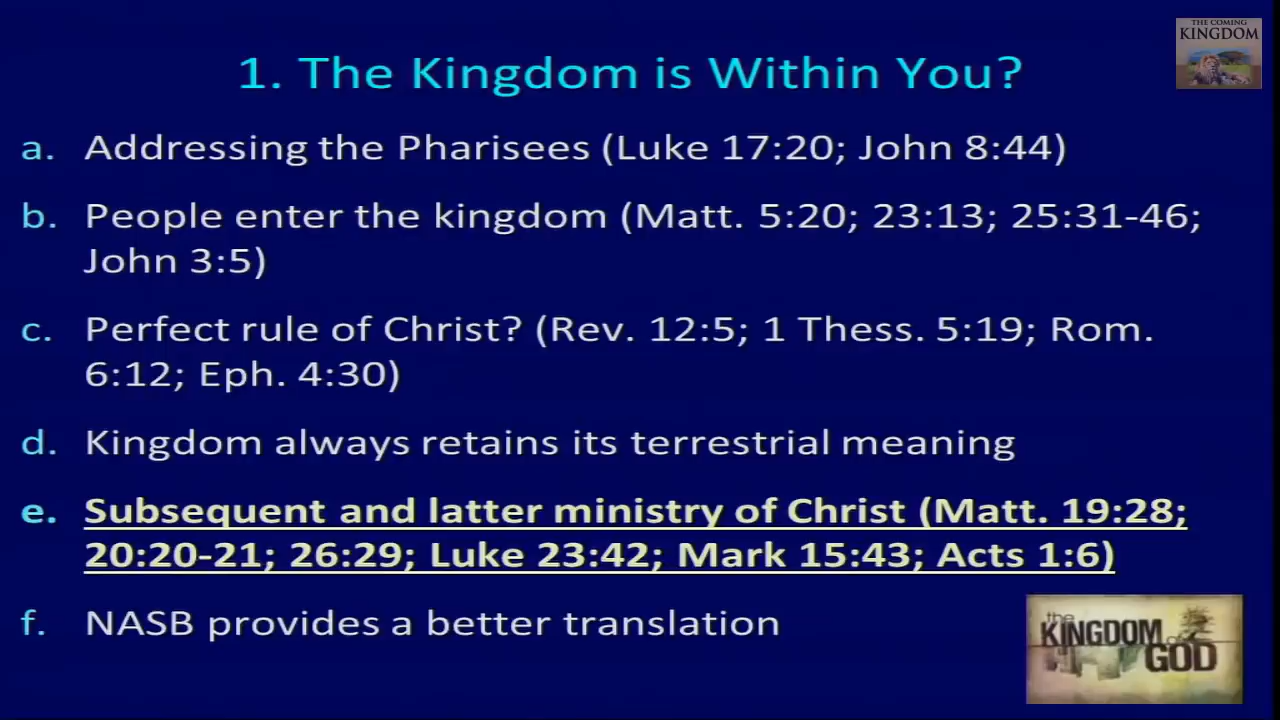 THE COMING
KINGDOM
1. The Kingdom is Within You?
a. Addressing the Pharisees (Luke 17:20; John 8:44)
b. People enter the kingdom (Matt. 5:20; 23:13; 25:31-46;
John 3:5)
c. Perfect rule of Christ? (Rev. 12:5; 1 Thess. 5:19; Rom.
6:12; Eph. 4:30)
d. Kingdom always retains its terrestrial meaning
e. Subsequent and latter ministry of Christ (Matt. 19:28;
20:20-21; 26:29; Luke 23:42; Mark 15:43; Acts 1:6)
f. NASB provides a better translation
the
KINGDOM
of
GOD